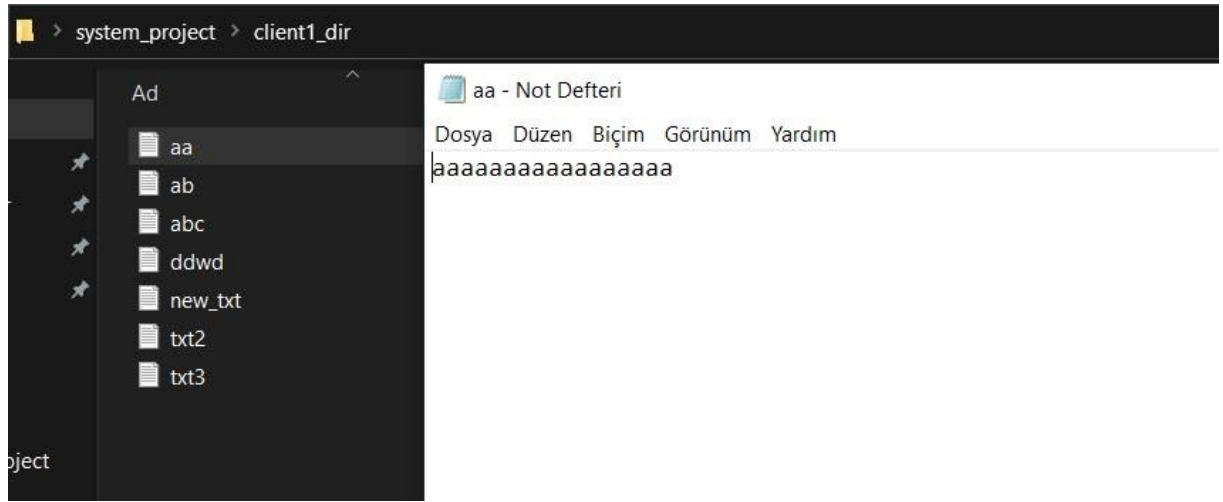 > system_project > client1_dir
Ad
aa
ab
abc
ddwd
new_txt
txt2
txt3
oject
aa - Not Defteri
Dosya Düzen Biçim Görünüm Yardım
aaaaaaaaaaaaaaaaa